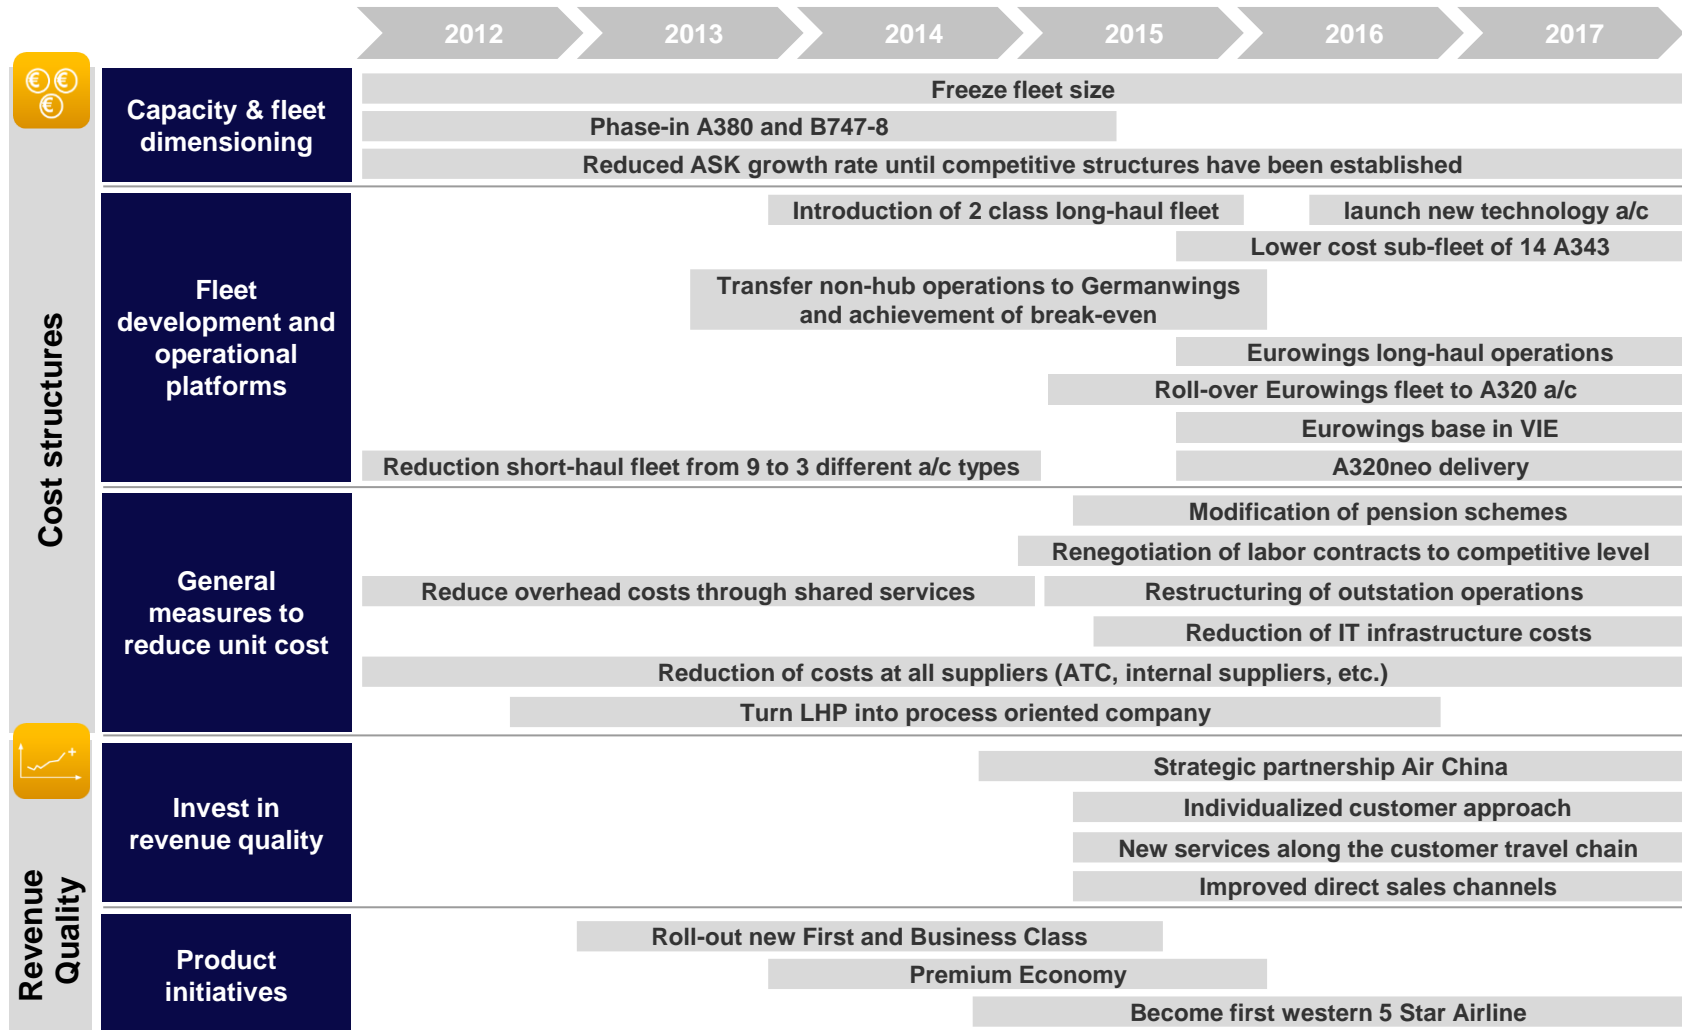 2012 2013 2014 2015 2016 2017
Cost structures
Capacity & fleet
dimensioning
Freeze fleet size
Phase-in A380 and B747-8
Reduced ASK growth rate until competitive structures have been established
Fleet
development and
operational
platforms
Introduction of 2 class long-haul fleet
launch new technology a/c
Lower cost sub-fleet of 14 A343
Transfer non-hub operations to Germanwings
and achievement of break-even
Eurowings long-haul operations
Roll-over Eurowings fleet to A320 a/c
Eurowings base in VIE
Reduction short-haul fleet from 9 to 3 different a/c types
A320neo delivery
General
measures to
reduce unit cost
Modification of pension schemes
Renegotiation of labor contracts to competitive level
Reduce overhead costs through shared services
Restructuring of outstation operations
Reduction of IT infrastructure costs
Reduction of costs at all suppliers (ATC, internal suppliers, etc.)
Turn LHP into process oriented company
Revenue
Quality
Invest in
revenue quality
Strategic partnership Air China
Individualized customer approach
New services along the customer travel chain
Improved direct sales channels
Product
initiatives
Roll-out new First and Business Class
Premium Economy
Become first western 5 Star Airline